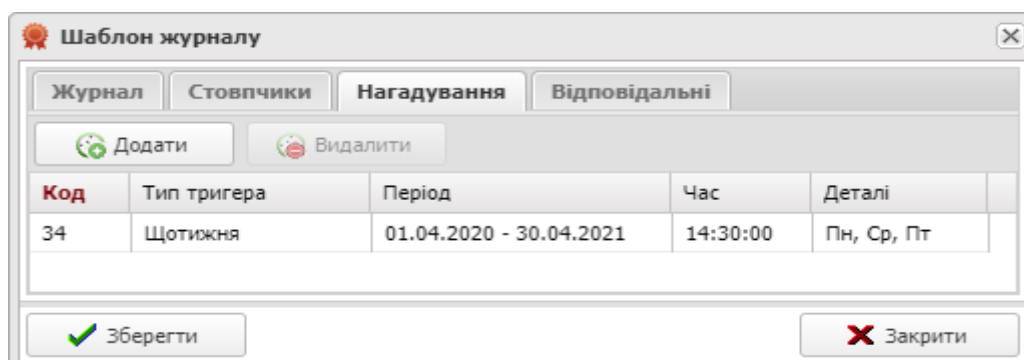 Шаблон журналу
Журнал Стовпчики Нагадування Відповідальні
Додати Видалити
Код Тип тригера Період Час Деталі
34 Щотижня 01.04.2020 - 30.04.2021 14:30:00 Пн, Ср, Пт
Зберегти Закрити